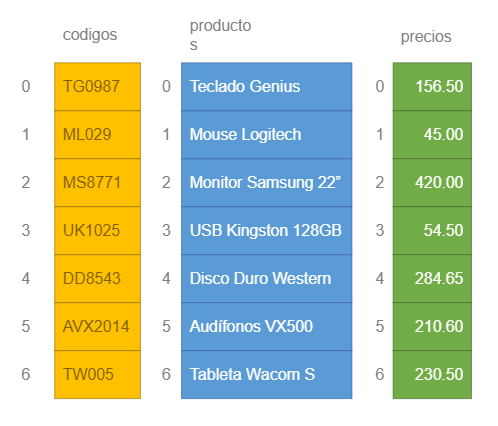 codigos
producto
s
precios
0 TG0987 0 Teclado Genius 0 156.50
1 ML029 1 Mouse Logitech 1 45.00
2 MS8771 2 Monitor Samsung 22” 2 420.00
3 UK1025 3 USB Kingston 128GB 3 54.50
4 DD8543 4 Disco Duro Western 4 284.65
5 AVX2014 5 Audífonos VX500 5 210.60
6 TW005 6 Tableta Wacom S 6 230.50